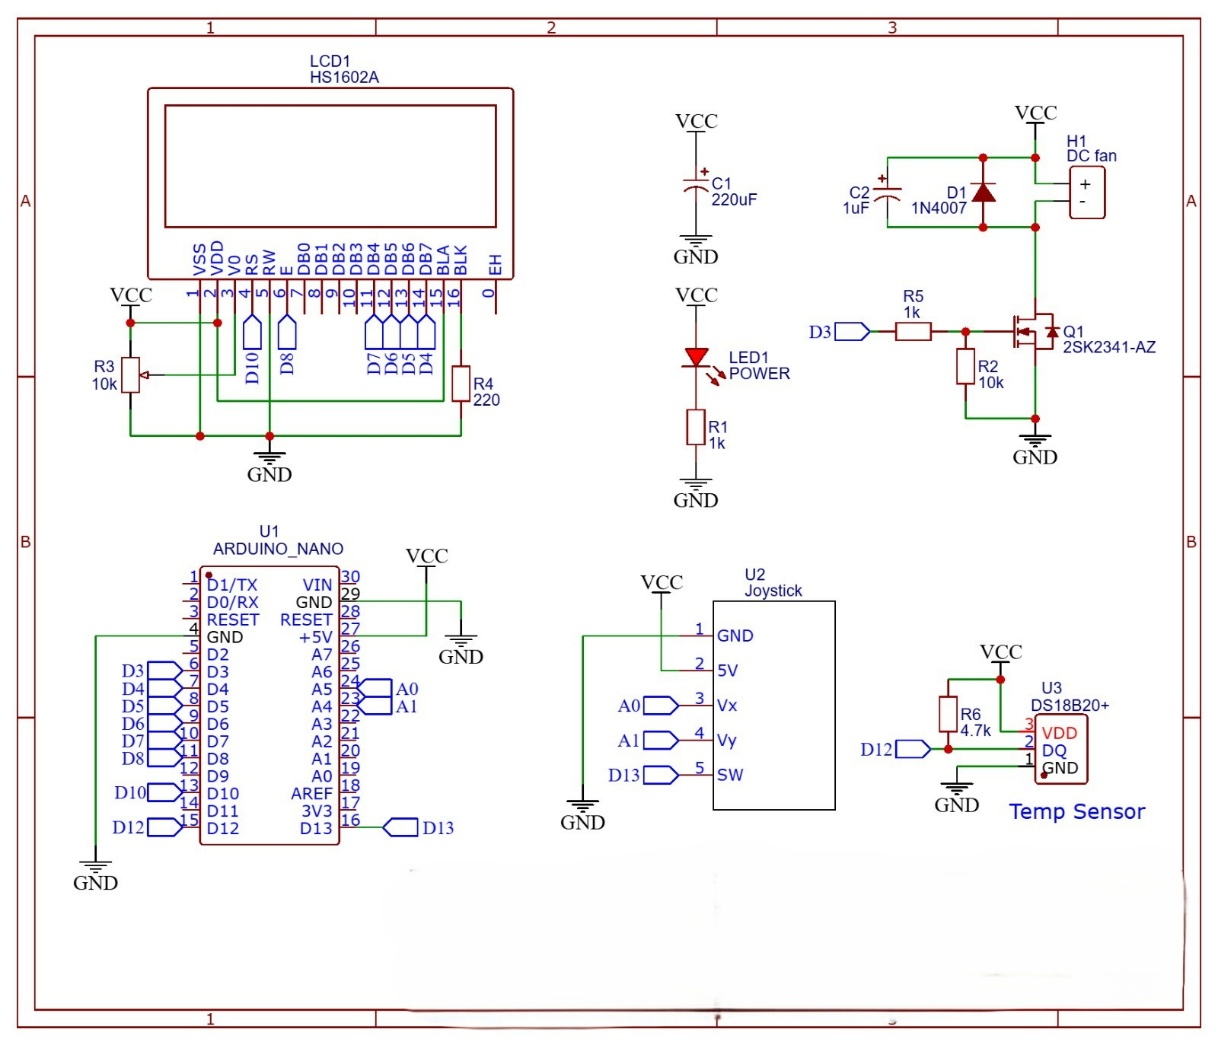 1
2
3
A
A
B
B
LCD1
HS1602A
VSS
VDD
V0
RS
RW
E
DB0
DB1
DB2
DB3
DB4
DB5
DB6
DB7
BLA
BLK
EH
1
2
3
4
5
6
7
8
9
10
11
12
13
14
15
16
0
VCC
R3
10k
D10
D8
D7
D6
D5
D4
R4
220
GND
VCC
+
C1
220uF
GND
VCC
LED1
POWER
R1
1k
GND
VCC
H1
DC fan
+
-
+
C2
1uF
D1
1N4007
D3
R5
1k
R2
10k
Q1
2SK2341-AZ
GND
U1
ARDUINO_NANO
1 D1/TX
2 D0/RX
3 RESET
4 GND
5 D2
D3 6 D3
D4 7 D4
D5 8 D5
D6 9 D6
D7 10 D7
D8 11 D8
12 D9
D10 13 D10
14 D11
D12 15 D12
VIN 30
GND 29
RESET 28
+5V 27
A7 26
A6 25
A5 24 A0
A4 23 A1
A3 22
A2 21
A1 20
A0 19
AREF 18
3V3 17
D13 16 D13
VCC
GND
GND
U2
Joystick
VCC
1 GND
2 5V
A0 3 Vx
A1 4 Vy
D13 5 SW
GND
VCC
U3
DS18B20+
R6
4.7k
3 VDD
D12 2 DQ
1 GND
GND
Temp Sensor
1